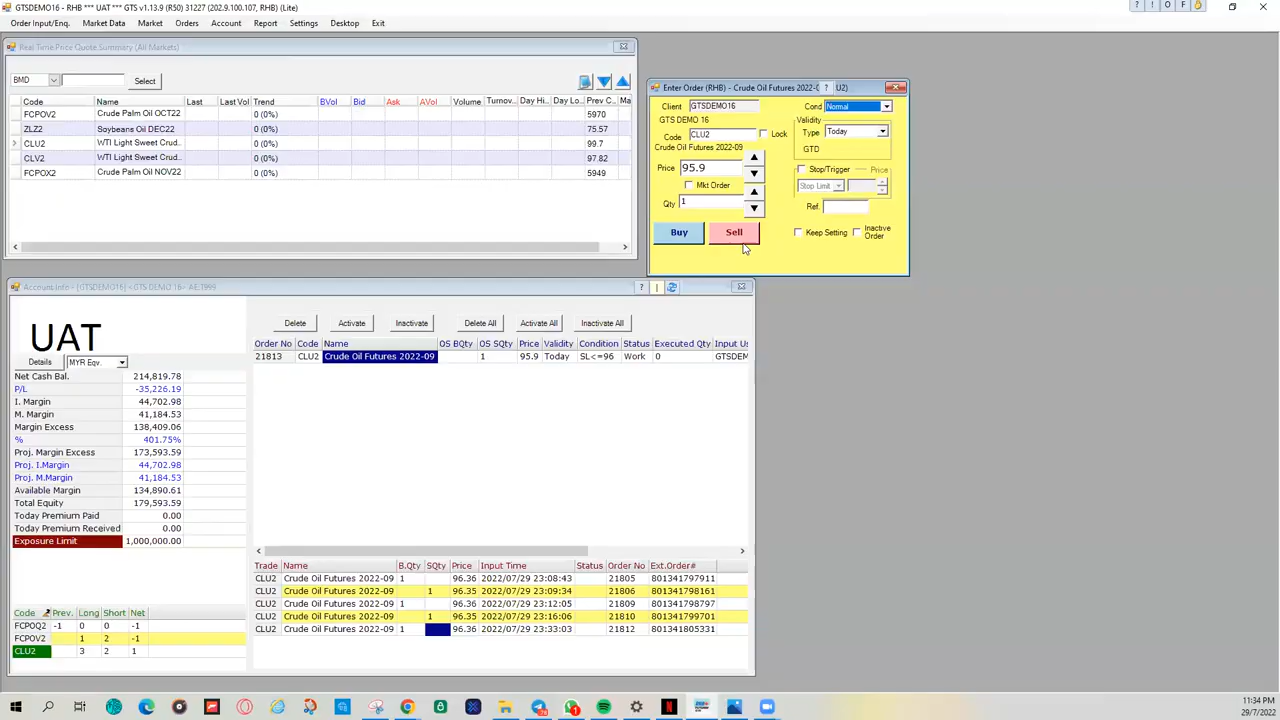 GTSDEMO16 - RHB *** UAT *** GTS v1.13.9 (R50) 31227 (202.9.100.107, RHB) (Lite)
? ! O F
Order Input/Enq. Market Data Market Orders Account Report Settings Desktop Exit
Real Time Price Quote Summary (All Markets)
BMD Select
Code Name Last Last Vol Trend BVol Bid Ask AVol Volume Turnov... Day Hi... Day Lo... Prev C Ma
FCPOV2 Crude Palm Oil OCT22 0 (0%) 5970
ZLZ2 Soybeans Oil DEC22 0 (0%) 75.57
CLU2 WTI Light Sweet Crud... 0 (0%) 99.7
CLV2 WTI Light Sweet Crud... 0 (0%) 97.82
FCPOX2 Crude Palm Oil NOV22 0 (0%) 5949
Enter Order (RHB) - Crude Oil Futures 2022-0 ? U2)
Client GTSDEMO16 Cond Normal
GTS DEMO 16 Validity
Code CLU2 Lock Type Today
Crude Oil Futures 2022-09 GTD
Price 95.9 Stop/Trigger Price
Mkt Order Stop Limit
Qty 1 Ref.
Buy Sell Keep Setting Inactive Order
Account Info - [GTSDEMO16] <GTS DEMO 16> AE:T999 ? |
UAT
Details MYR Eqv.
Net Cash Bal. 214,819.78
P/L -35,226.19
I. Margin 44,702.98
M. Margin 41,184.53
Margin Excess 138,409.06
% 401.75%
Proj. Margin Excess 173,593.59
Proj. I.Margin 44,702.98
Proj. M.Margin 41,184.53
Available Margin 134,890.61
Total Equity 179,593.59
Today Premium Paid 0.00
Today Premium Received 0.00
Exposure Limit 1,000,000.00
Code Prev. Long Short Net
FCPOQ2 -1 0 0 -1
FCPOV2 1 2 -1
CLU2 3 2 1
Delete Activate Inactivate Delete All Activate All Inactivate All
Order No Code Name OS BQty OS SQty Price Validity Condition Status Executed Qty Input Us
21813 CLU2 Crude Oil Futures 2022-09 1 95.9 Today SL<=96 Work 0 GTSDEM
Trade Name B.Qty SQty Price Input Time Status Order No Ext.Order#
CLU2 Crude Oil Futures 2022-09 1 96.36 2022/07/29 23:08:43 21805 801341797911
CLU2 Crude Oil Futures 2022-09 1 96.35 2022/07/29 23:09:34 21806 801341798161
CLU2 Crude Oil Futures 2022-09 1 96.36 2022/07/29 23:12:05 21809 801341798797
CLU2 Crude Oil Futures 2022-09 1 96.35 2022/07/29 23:16:06 21810 801341799701
CLU2 Crude Oil Futures 2022-09 1 96.36 2022/07/29 23:33:03 21812 801341805331
11:34 PM
29/7/2022